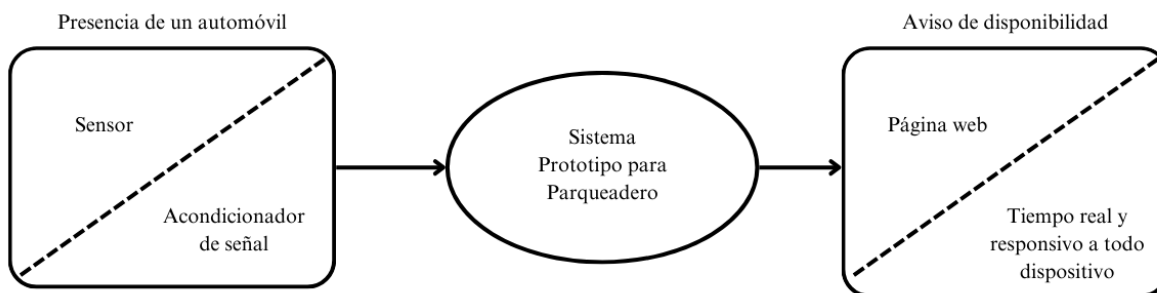 Presencia de un automóvil
Sensor
Acondicionador
de señal
Sistema
Prototipo para
Parqueadero
Aviso de disponibilidad
Página web
Tiempo real y
responsivo a todo
dispositivo